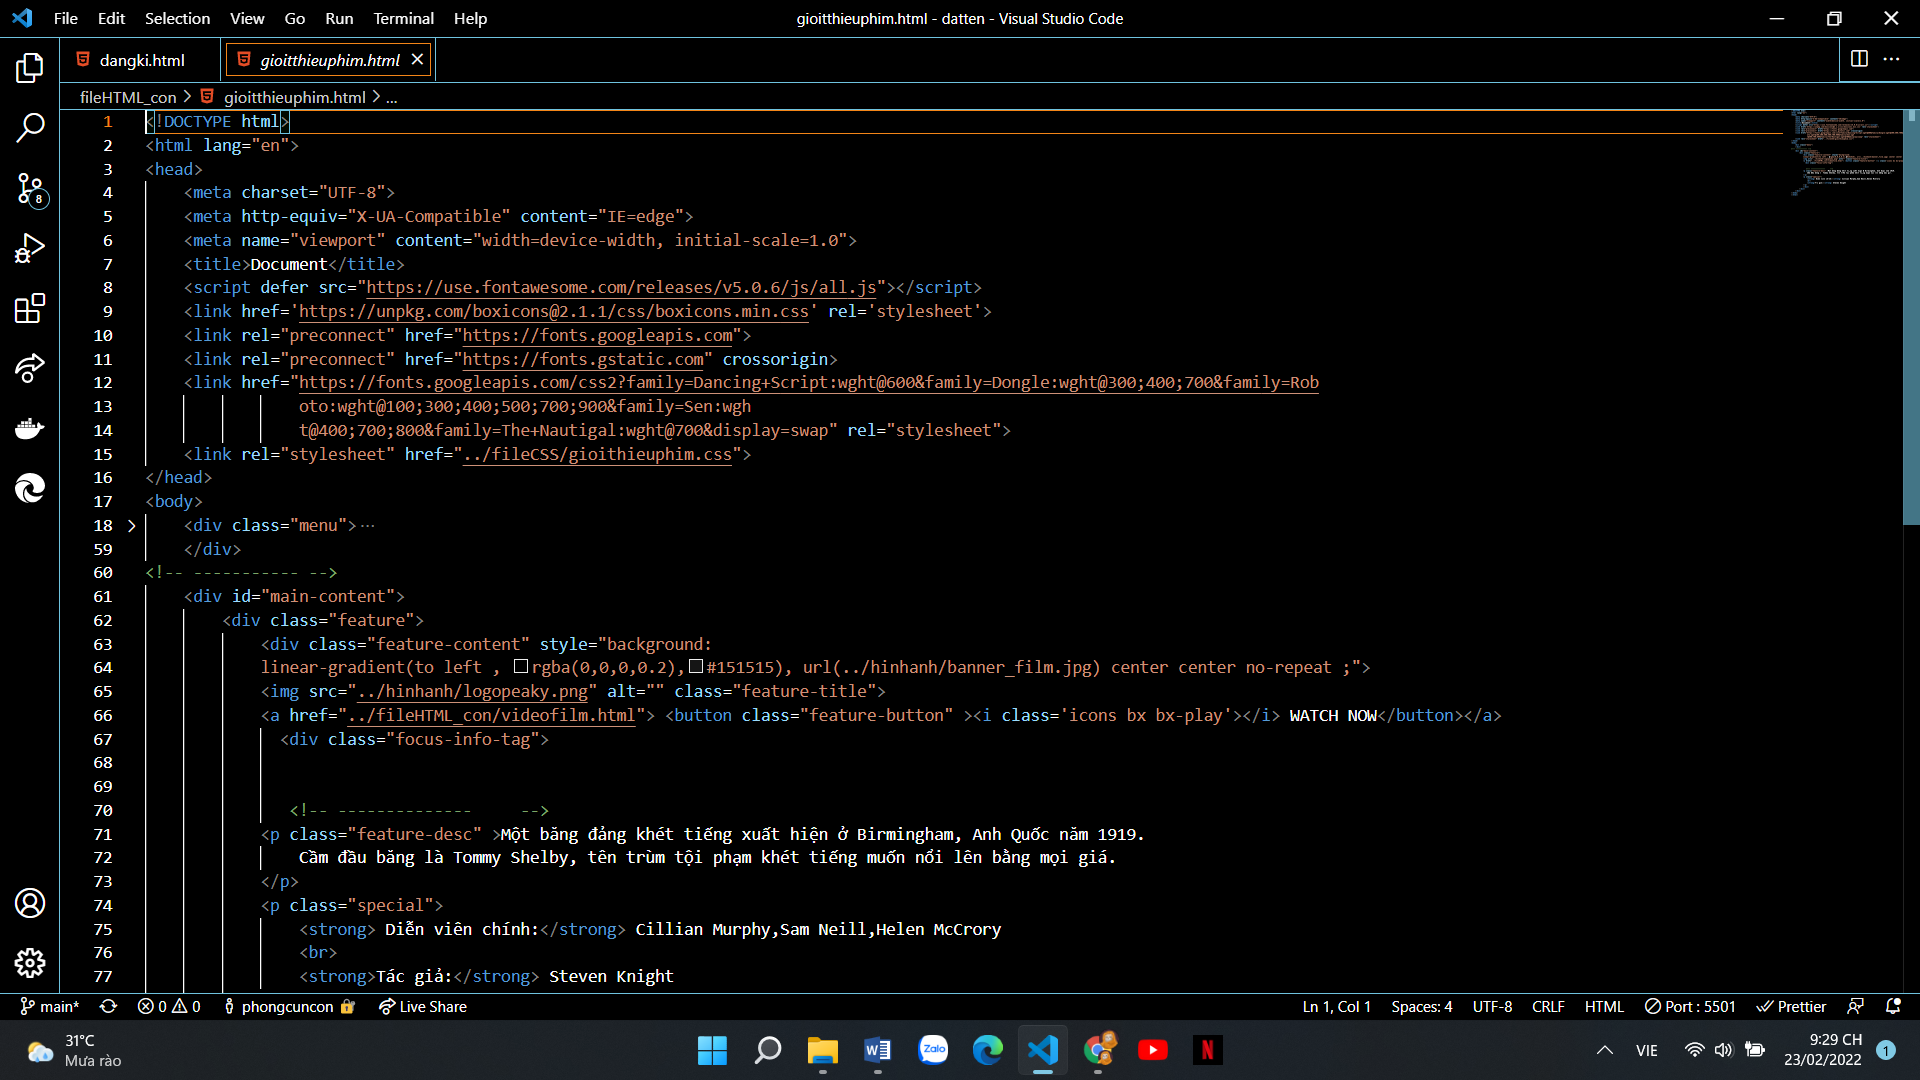 File Edit Selection View Go Run Terminal Help
gioitthieuphim.html - datten - Visual Studio Code
dangki.html
gioitthieuphim.html
fileHTML_con > gioitthieuphim.html > ...
1 <!DOCTYPE html>
2 <html lang="en">
3 <head>
4 <meta charset="UTF-8">
5 <meta http-equiv="X-UA-Compatible" content="IE=edge">
6 <meta name="viewport" content="width=device-width, initial-scale=1.0">
7 <title>Document</title>
8 <script defer src="https://use.fontawesome.com/releases/v5.0.6/js/all.js"></script>
9 <link href='https://unpkg.com/boxicons@2.1.1/css/boxicons.min.css' rel='stylesheet'>
10 <link rel="preconnect" href="https://fonts.googleapis.com">
11 <link rel="preconnect" href="https://fonts.gstatic.com" crossorigin>
12 <link href="https://fonts.googleapis.com/css2?family=Dancing+Script:wght@600&family=Dongle:wght@300;400;700&family=Rob
13 oto:wght@100;300;400;500;700;900&family=Sen:wgh
14 t@400;700;800&family=The+Nautigal:wght@700&display=swap" rel="stylesheet">
15 <link rel="stylesheet" href="../fileCSS/gioithieuphim.css">
16 </head>
17 <body>
18 <div class="menu">...
59 </div>
60 <!-- ----------- -->
61 <div id="main-content">
62 <div class="feature">
63 <div class="feature-content" style="background:
64 linear-gradient(to left , rgba(0,0,0,0.2),#151515), url(../hinhanh/banner_film.jpg) center center no-repeat ;">
65 <img src="../hinhanh/logopeaky.png" alt="" class="feature-title">
66 <a href="../fileHTML_con/videofilm.html"> <button class="feature-button" ><i class='icons bx bx-play'></i> WATCH NOW</button></a>
67 <div class="focus-info-tag">
68
69
70 <!-- --------------     -->
71 <p class="feature-desc" >Một băng đảng khét tiếng xuất hiện ở Birmingham, Anh Quốc năm 1919.
72 Cầm đầu băng là Tommy Shelby, tên trùm tội phạm khét tiếng muốn nổi lên bằng mọi giá.
73 </p>
74 <p class="special">
75 <strong> Diễn viên chính:</strong> Cillian Murphy,Sam Neill,Helen McCrory
76 <br>
77 <strong>Tác giả:</strong> Steven Knight
8
main* 0 0 phongcuncon Live Share
Ln 1, Col 1 Spaces: 4 UTF-8 CRLF HTML Port : 5501 Prettier
31°C
Mưa rào
Zalo
VIE
9:29 CH
23/02/2022
1